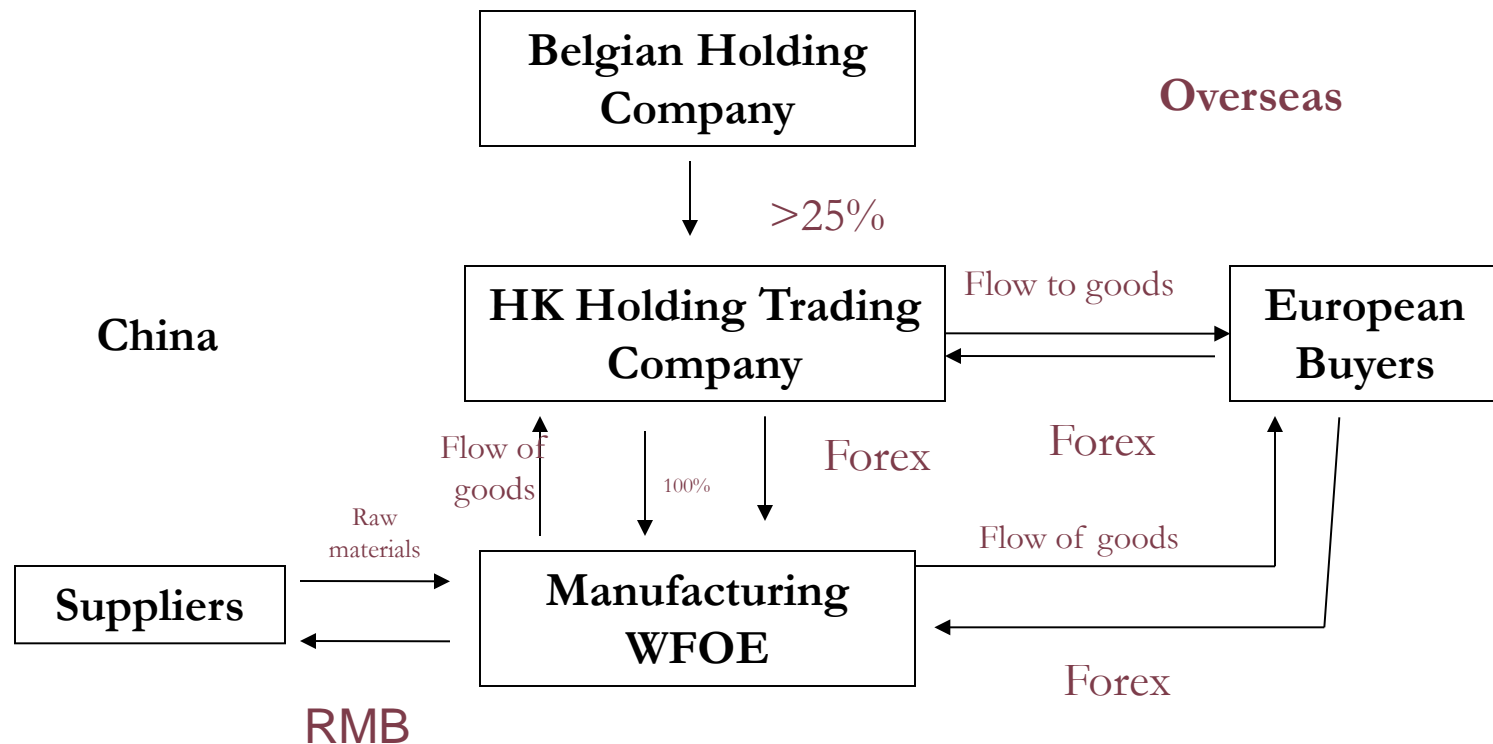 Belgian Holding
Company
Overseas
>25%
HK Holding Trading
Company
Flow to goods
European
Buyers
China
Flow of
goods
100%
Forex
Forex
Raw
materials
Flow of goods
Suppliers
Manufacturing
WFOE
Forex
RMB